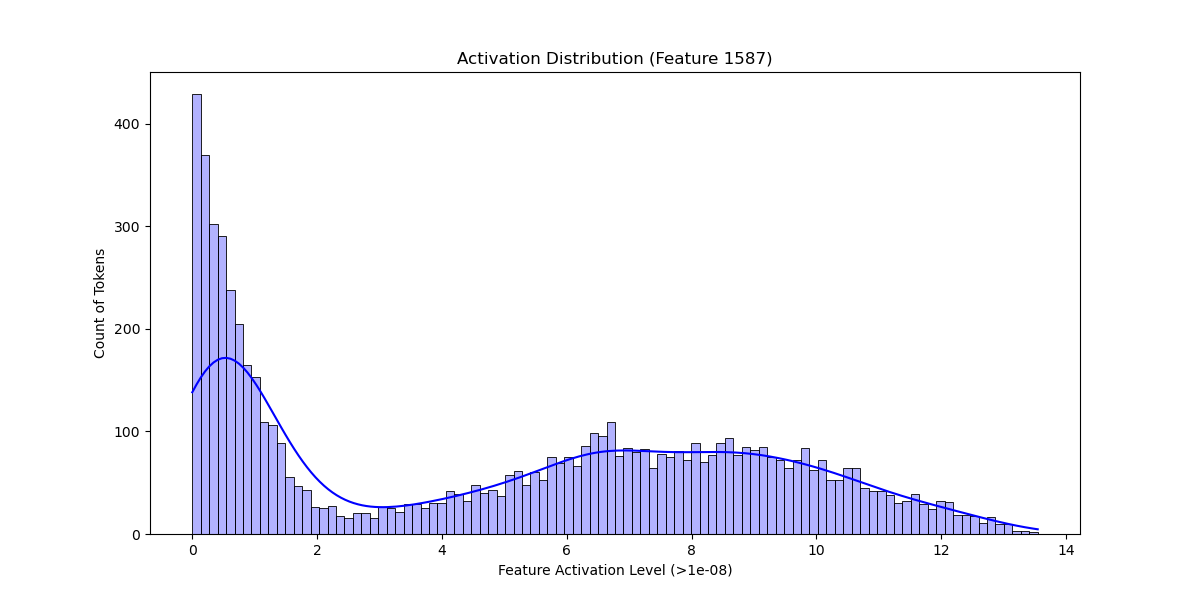 Activation Distribution (Feature 1587)
Count of Tokens
400
300
200
100
0
0 2 4 6 8 10 12 14
Feature Activation Level (>1e-08)